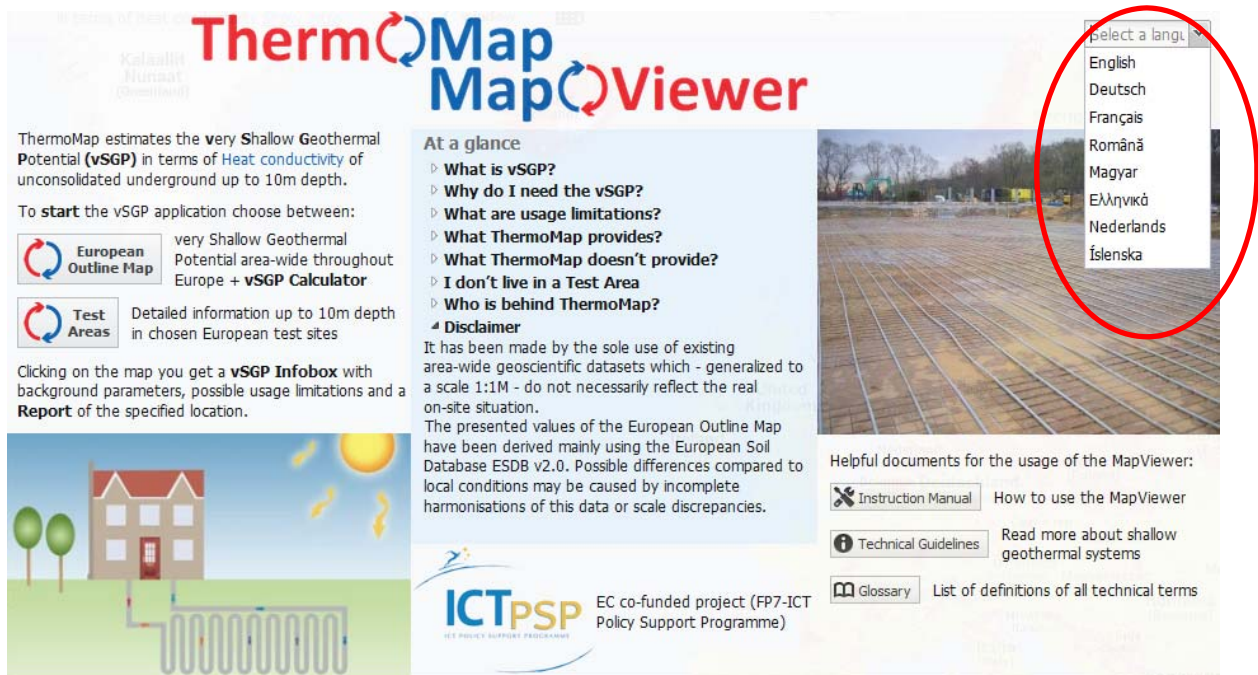 ThermoMap
MapViewer
Select a langu
English
Deutsch
Français
Română
Magyar
Ελληνικά
Nederlands
Íslenska
ThermoMap estimates the very Shallow Geothermal
Potential (vSGP) in terms of Heat conductivity of
unconsolidated underground up to 10m depth.
To start the vSGP application choose between:
European
Outline Map
very Shallow Geothermal
Potential area-wide throughout
Europe + vSGP Calculator
Test
Areas
Detailed information up to 10m depth
in chosen European test sites
Clicking on the map you get a vSGP Infobox with
background parameters, possible usage limitations and a
Report of the specified location.
At a glance
What is vSGP?
Why do I need the vSGP?
What are usage limitations?
What ThermoMap provides?
What ThermoMap doesn't provide?
I don't live in a Test Area
Who is behind ThermoMap?
Disclaimer
It has been made by the sole use of existing
area-wide geoscientific datasets which - generalized to
a scale 1:1M - do not necessarily reflect the real
on-site situation.
The presented values of the European Outline Map
have been derived mainly using the European Soil
Database ESDB v2.0. Possible differences compared to
local conditions may be caused by incomplete
harmonisations of this data or scale discrepancies.
ICT PSP
ICT POLICY SUPPORT PROGRAMME
EC co-funded project (FP7-ICT
Policy Support Programme)
Helpful documents for the usage of the MapViewer:
Instruction Manual
How to use the MapViewer
Technical Guidelines
Read more about shallow
geothermal systems
Glossary
List of definitions of all technical terms
Kalaallit
Nunaat
(Greenland)